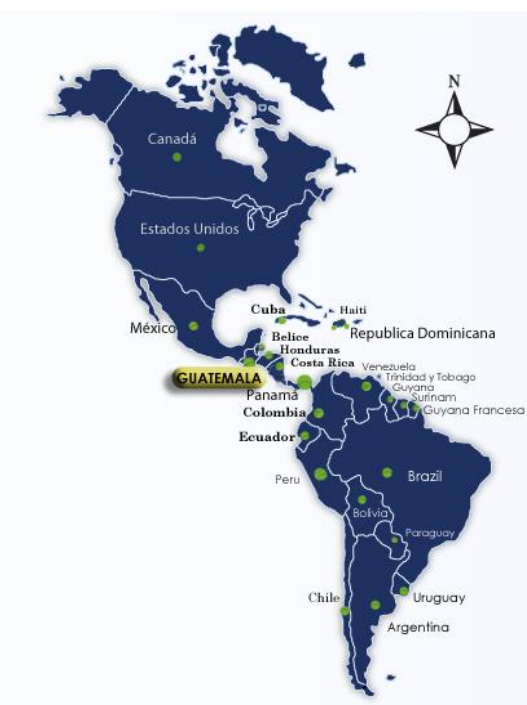 N
Canadá
Estados Unidos
Cuba
Haiti
México
Republica Dominicana
Belice
Honduras
Costa Rica
GUATEMALA
Venezuela
Trinidad y Tobago
Guyana
Panamá
Surinam
Colombia
Guyana Francesa
Ecuador
Peru
Brazil
Bolivia
Paraguay
Chile
Uruguay
Argentina